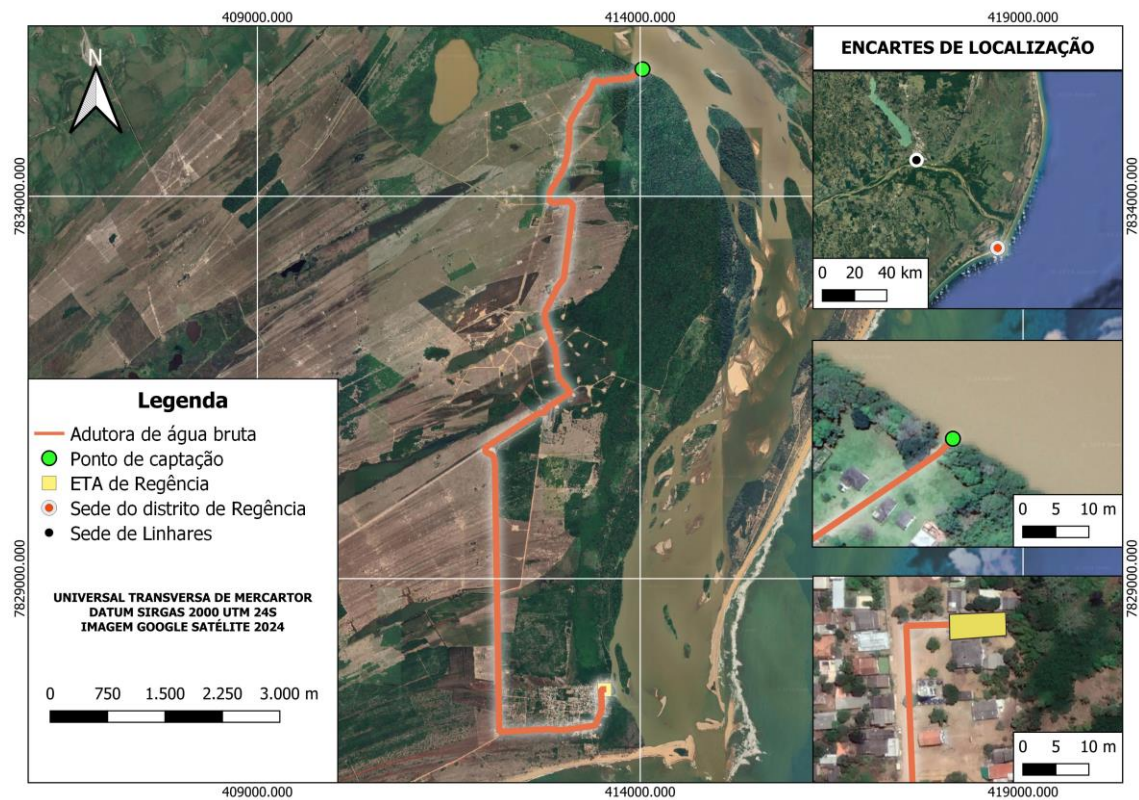 409000.000
414000.000
419000.000
N
ENCARTES DE LOCALIZAÇÃO
7834000.000
7834000.000
0 20 40 km
Legenda
Adutora de água bruta
Ponto de captação
ETA de Regência
Sede do distrito de Regência
Sede de Linhares
0 5 10 m
7829000.000
7829000.000
UNIVERSAL TRANSVERSA DE MERCARTOR
DATUM SIRGAS 2000 UTM 24S
IMAGEM GOOGLE SATÉLITE 2024
0 750 1.500 2.250 3.000 m
0 5 10 m
409000.000
414000.000
419000.000